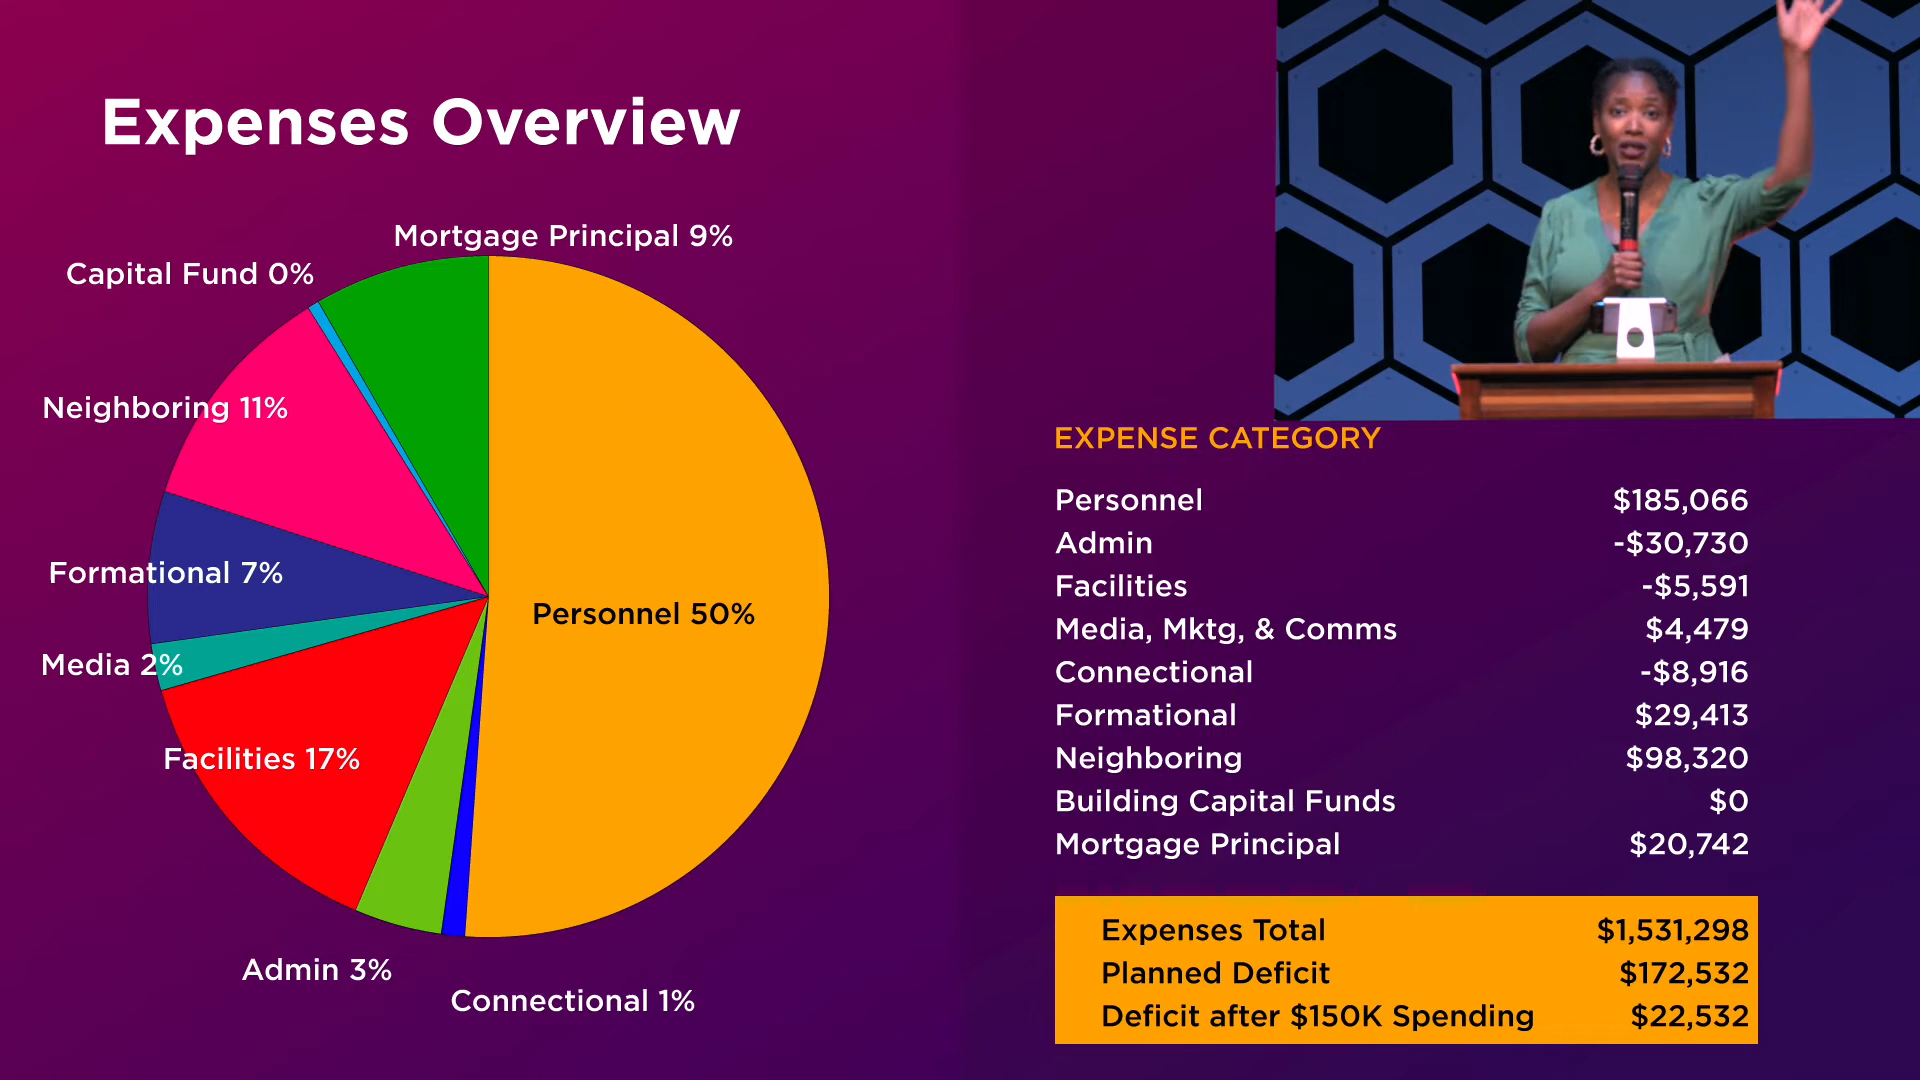 Expenses Overview
Mortgage Principal 9%
Capital Fund 0%
Neighboring 11%
Formational 7%
Personnel 50%
Media 2%
Facilities 17%
Admin 3%
Connectional 1%
EXPENSE CATEGORY
Personnel $185,066
Admin -$30,730
Facilities -$5,591
Media, Mktg, & Comms $4,479
Connectional -$8,916
Formational $29,413
Neighboring $98,320
Building Capital Funds $0
Mortgage Principal $20,742
Expenses Total $1,531,298
Planned Deficit $172,532
Deficit after $150K Spending $22,532